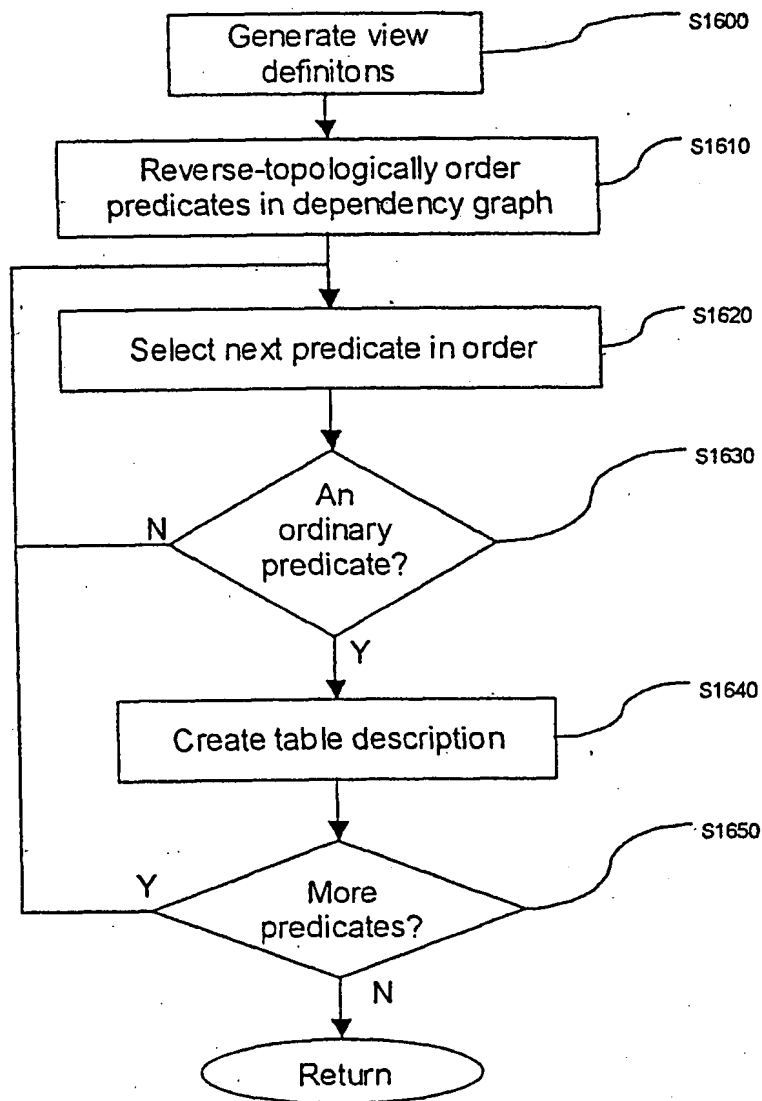 Generate view
definitons
S1600
Reverse-topologically order
predicates in dependency graph
S1610
Select next predicate in order
S1620
An
ordinary
predicate?
S1630
N
Y
Create table description
S1640
More
predicates?
S1650
Y
N
Return